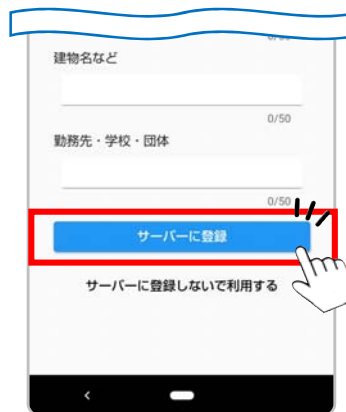 建物名など
0/50
勤務先・学校・団体
0/50
サーバーに登録
サーバーに登録しないで利用する